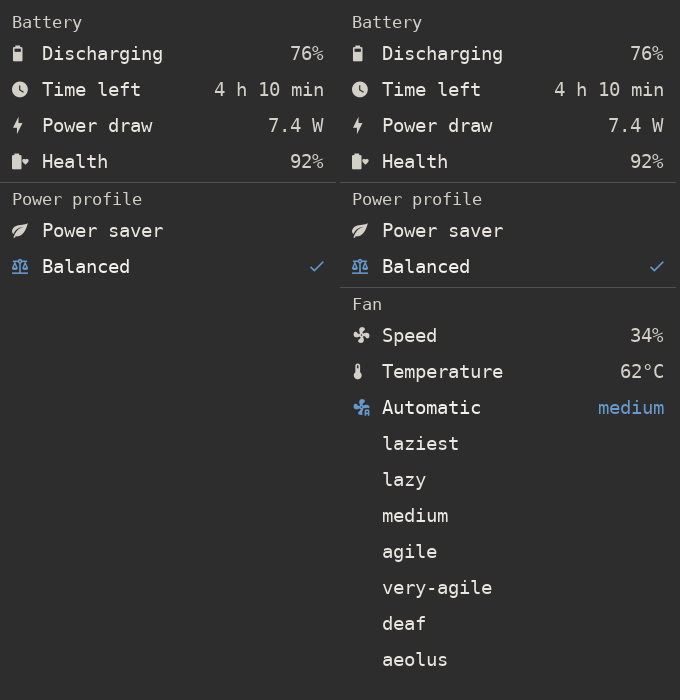 Battery
Discharging 76%
Time left 4 h 10 min
Power draw 7.4 W
Health 92%
Power profile
Power saver
Balanced
Battery
Discharging 76%
Time left 4 h 10 min
Power draw 7.4 W
Health 92%
Power profile
Power saver
Balanced
Fan
Speed 34%
Temperature 62°C
Automatic medium
laziest
lazy
medium
agile
very-agile
deaf
aeolus